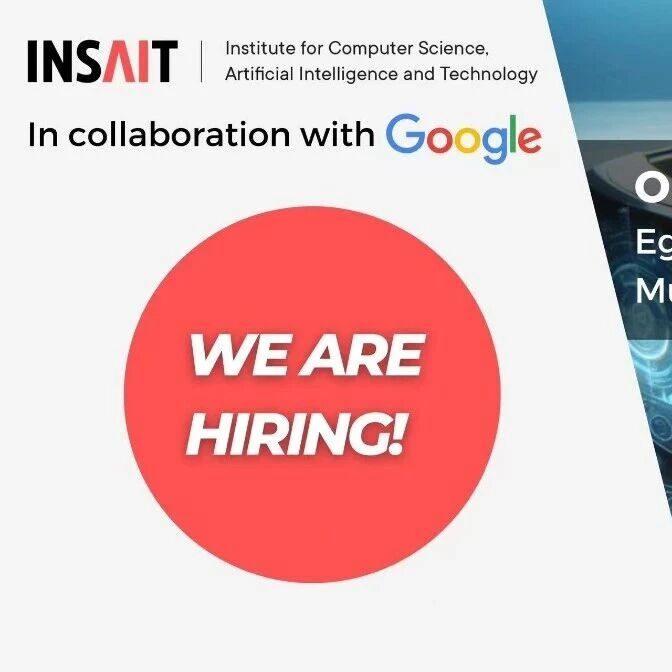 INSAIT
Institute for Computer Science,
Artificial Intelligence and Technology
In collaboration with Google
WE ARE
HIRING!